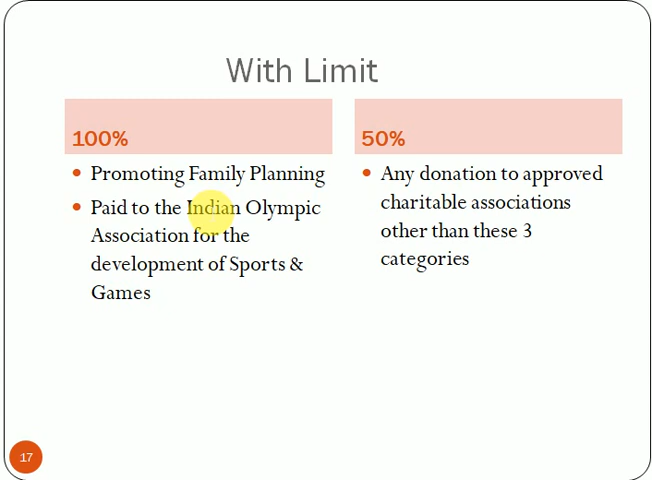 With Limit
100%
Promoting Family Planning
Paid to the Indian Olympic
Association for the
development of Sports &
Games
50%
Any donation to approved
charitable associations
other than these 3
categories
17